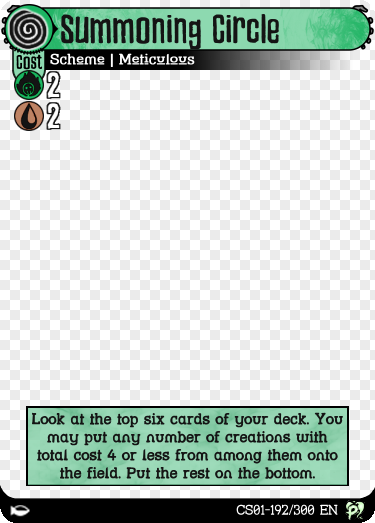 Summoning Circle
Cost
Scheme | Meticulous
2
2
Look at the top six cards of your deck. You
may put any number of creations with
total cost 4 or less from among them onto
the field. Put the rest on the bottom.
CS01-192/300 EN